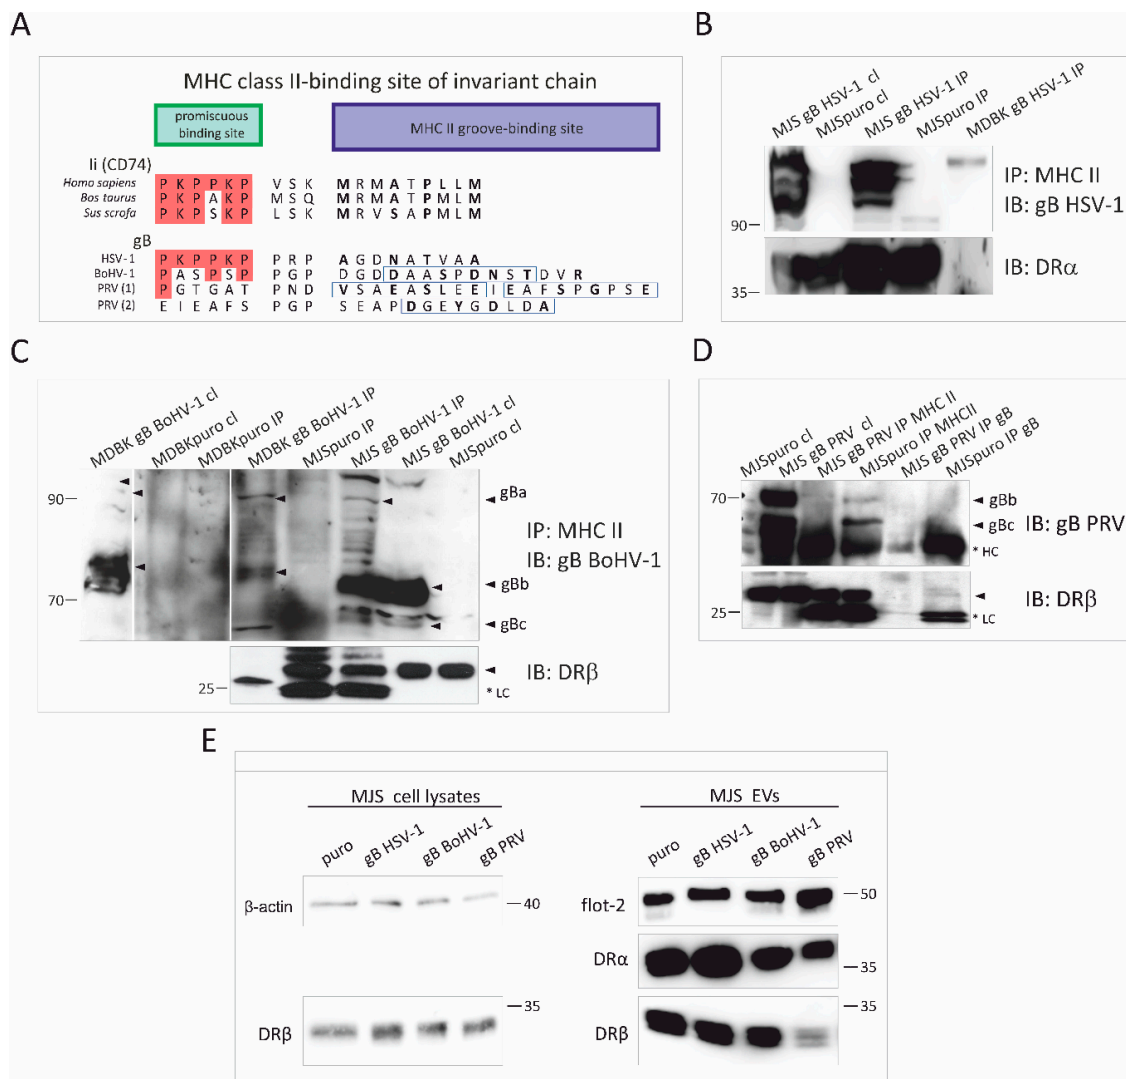 A
MHC class II-binding site of invariant chain
promiscuous
binding site
MHC II groove-binding site
Ii (CD74)
Homo sapiens P K P P K P V S K M R M A T P L L M
Bos taurus P K P A K P M S Q M R M A T P M L M
Sus scrofa P K P S K P L S K M R V S A P M L M
gB
HSV-1 P K P P K P P R P A G D N A T V A A
BoHV-1 P A S P S P P G P D G D D A A S P D N S T D V R
PRV (1) P G T G A T P N D V S A E A S L E E I E A F S P G P S E
PRV (2) E I E A F S P G P S E A P D G E Y G D L D A
B
MJS gB HSV-1 cl
MJSpuro cl
MJS gB HSV-1 IP
MJSpuro IP
MDBK gB HSV-1 IP
IP: MHC II
IB: gB HSV-1
90
IB: DRα
35
C
MDBK gB BoHV-1 cl
MDBKpuro cl
MDBKpuro IP
MDBK gB BoHV-1 IP
MJSpuro IP
MJS gB BoHV-1 IP
MJS gB BoHV-1 cl
MJSpuro cl
90
gBa
IP: MHC II
IB: gB BoHV-1
gBb
70
gBc
IB: DRβ
25
* LC
D
MJSpuro cl
MJS gB PRV cl
MJS gB PRV IP MHC II
MJSpuro IP MHCII
MJS gB PRV IP gB
MJSpuro IP gB
70
gBb
gBc
IB: gB PRV
* HC
IB: DRβ
25
* LC
E
MJS cell lysates
puro
gB HSV-1
gB BoHV-1
gB PRV
β-actin
40
35
DRβ
MJS EVs
puro
gB HSV-1
gB BoHV-1
gB PRV
flot-2
50
DRα
35
35
DRβ